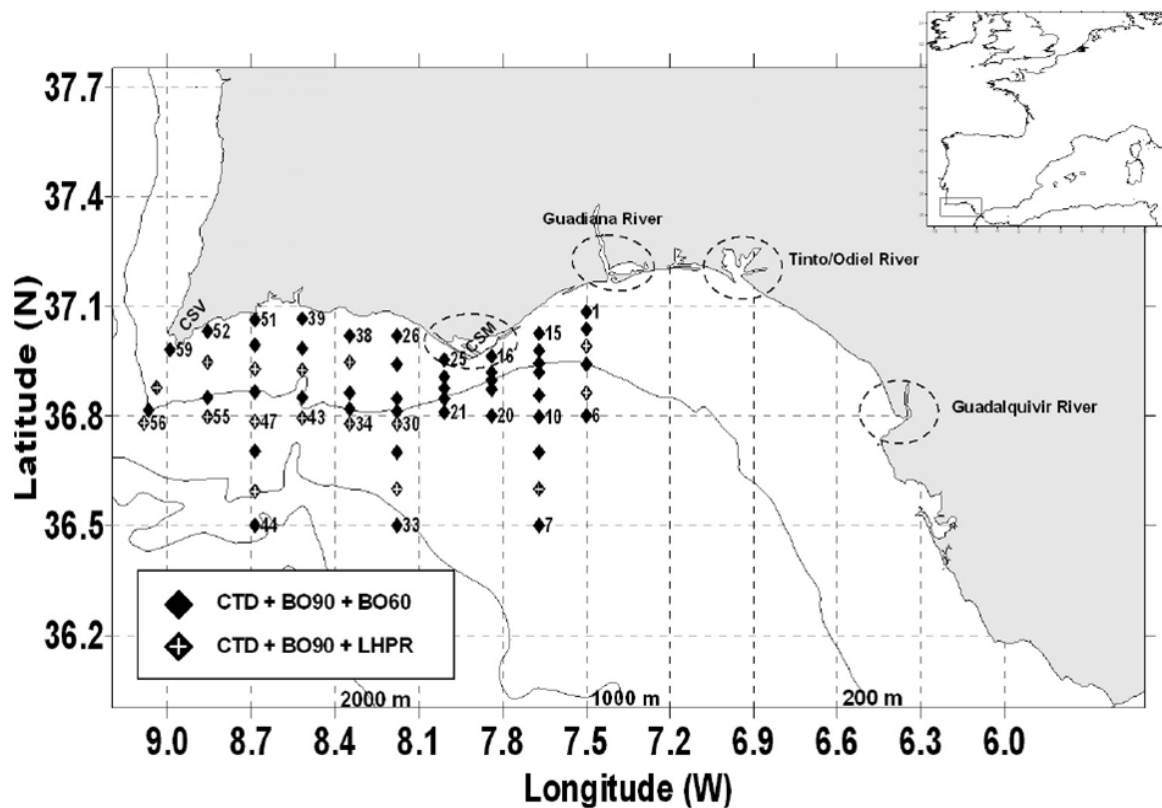 37.7
37.4
37.1
36.8
36.5
36.2
Latitude (N)
Guadiana River
Tinto/Odiel River
Guadalquivir River
CSV
CSM
59
52
51
39
38
26
25
16
15
1
56
55
47
43
34
30
21
20
10
6
44
33
7
CTD + BO90 + BO60
CTD + BO90 + LHPR
2000 m
1000 m
200 m
9.0 8.7 8.4 8.1 7.8 7.5 7.2 6.9 6.6 6.3 6.0
Longitude (W)